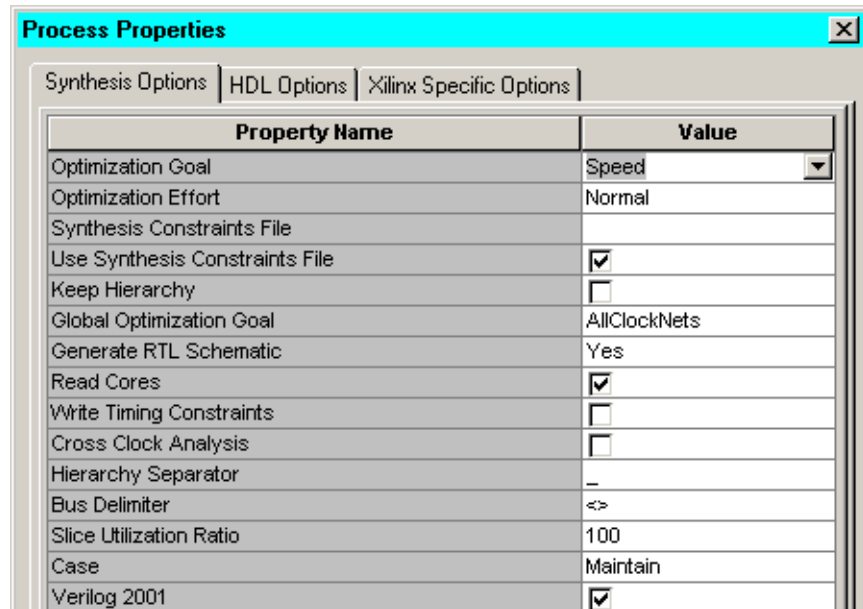 Process Properties
Synthesis Options HDL Options Xilinx Specific Options
Property Name Value
Optimization Goal Speed
Optimization Effort Normal
Synthesis Constraints File
Use Synthesis Constraints File
Keep Hierarchy
Global Optimization Goal AllClockNets
Generate RTL Schematic Yes
Read Cores
Write Timing Constraints
Cross Clock Analysis
Hierarchy Separator _
Bus Delimiter <>
Slice Utilization Ratio 100
Case Maintain
Verilog 2001